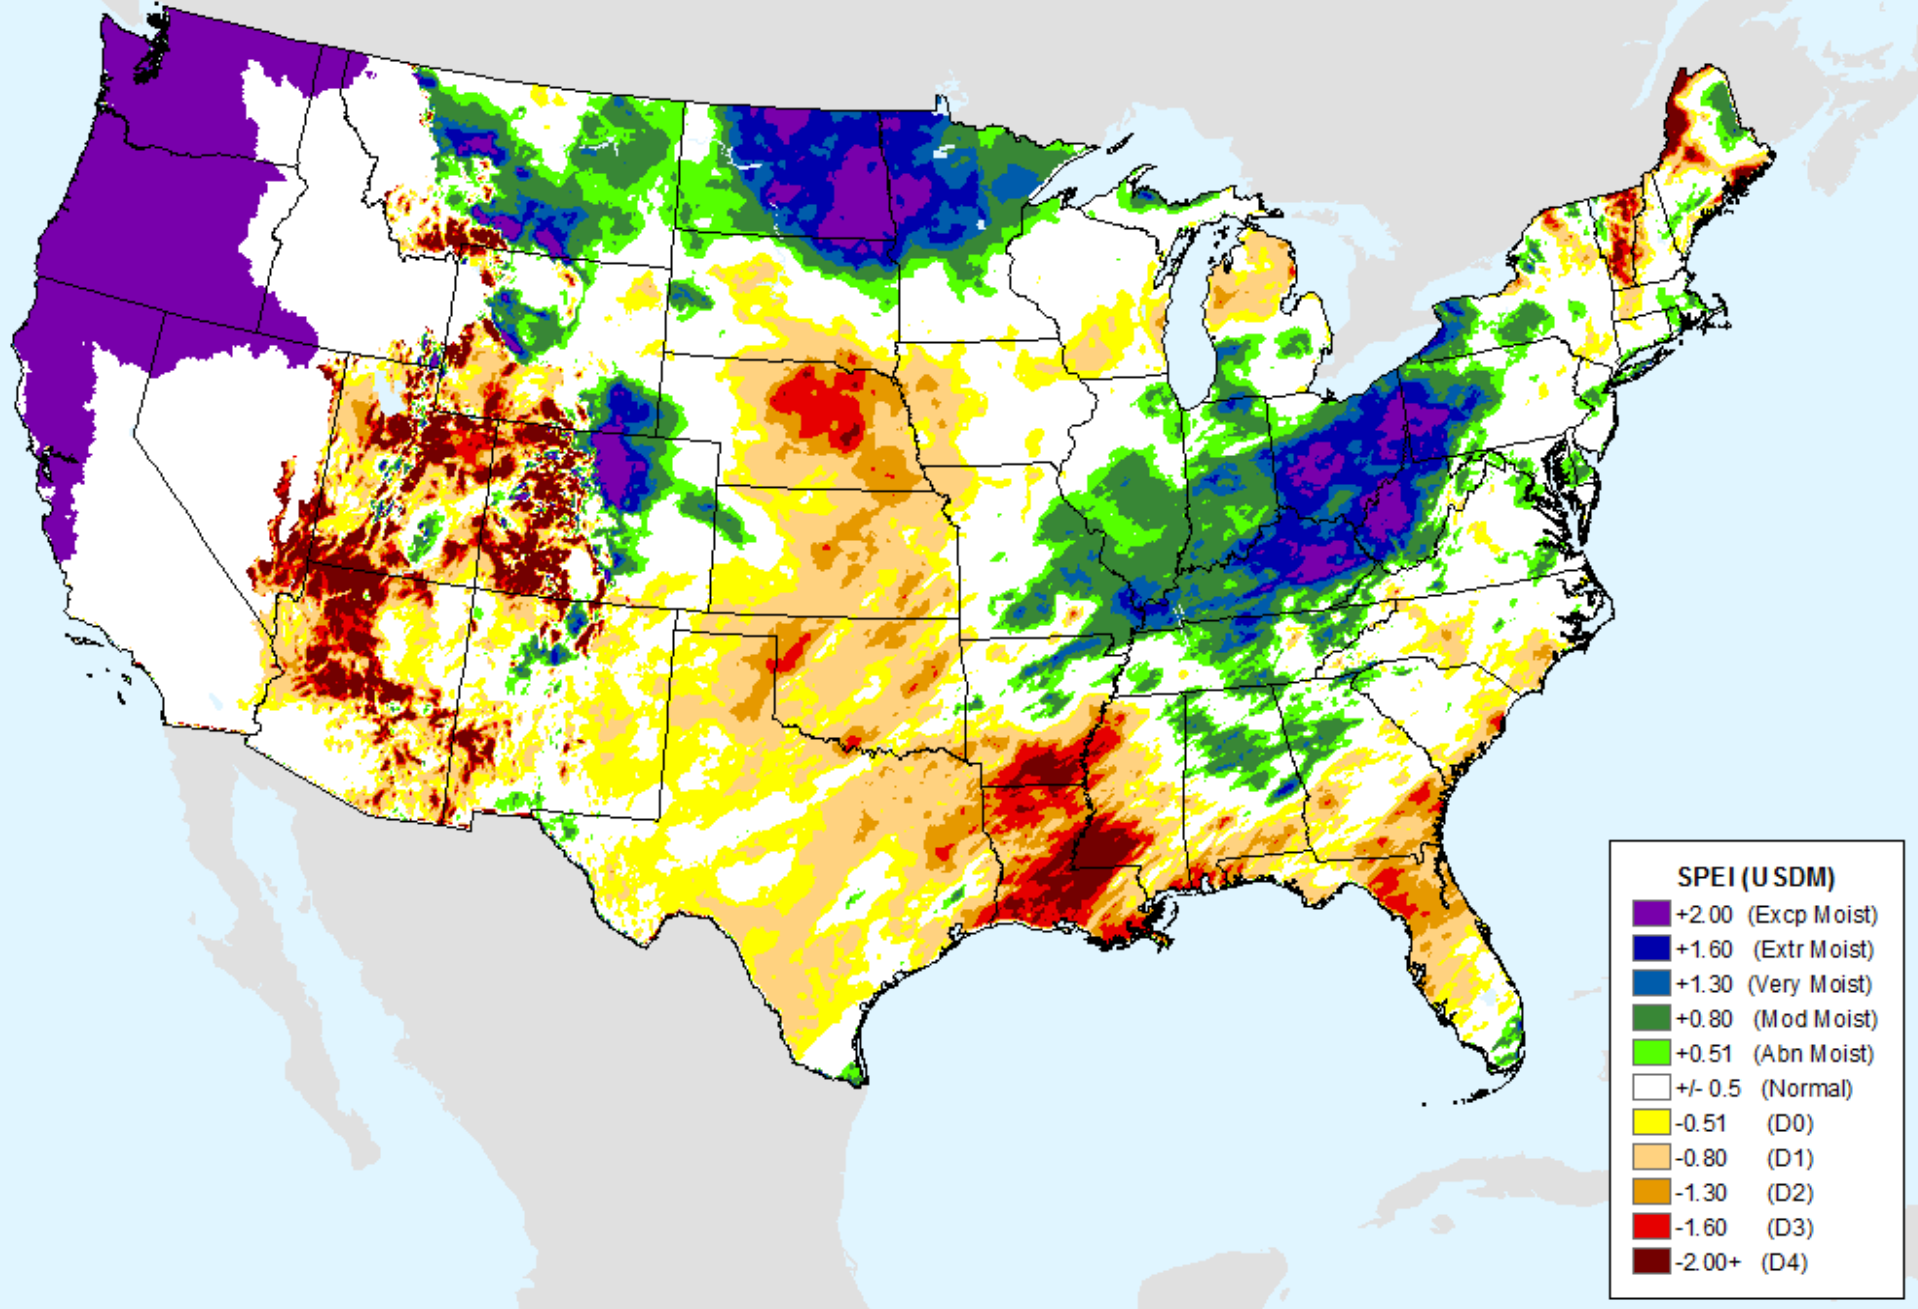 SPEI (USDM)
+2.00 (Excp Moist)
+1.60 (Extr Moist)
+1.30 (Very Moist)
+0.80 (Mod Moist)
+0.51 (Abn Moist)
+/- 0.5 (Normal)
-0.51 (D0)
-0.80 (D1)
-1.30 (D2)
-1.60 (D3)
-2.00+ (D4)